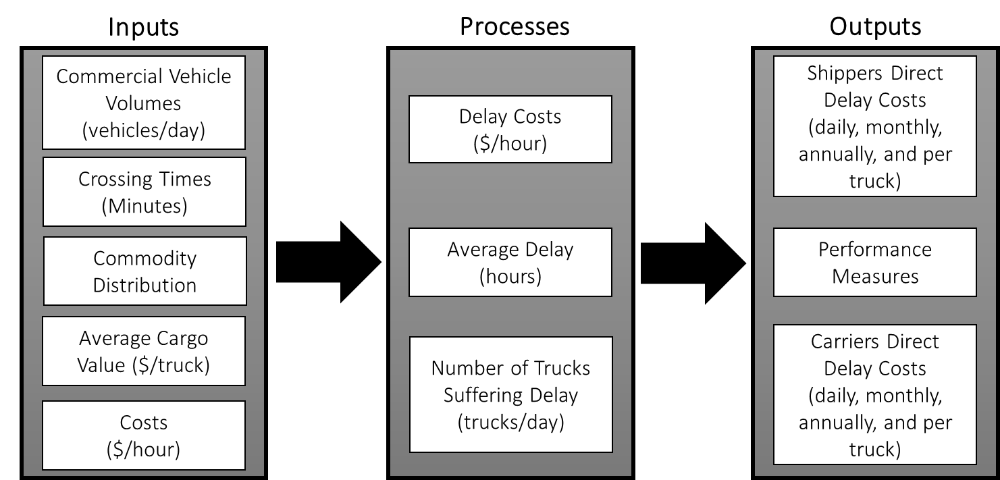 Inputs
Commercial Vehicle
Volumes
(vehicles/day)
Crossing Times
(Minutes)
Commodity
Distribution
Average Cargo
Value ($/truck)
Costs
($/hour)
Processes
Delay Costs
($/hour)
Average Delay
(hours)
Number of Trucks
Suffering Delay
(trucks/day)
Outputs
Shippers Direct
Delay Costs
(daily, monthly,
annually, and per
truck)
Performance
Measures
Carriers Direct
Delay Costs
(daily, monthly,
annually, and per
truck)